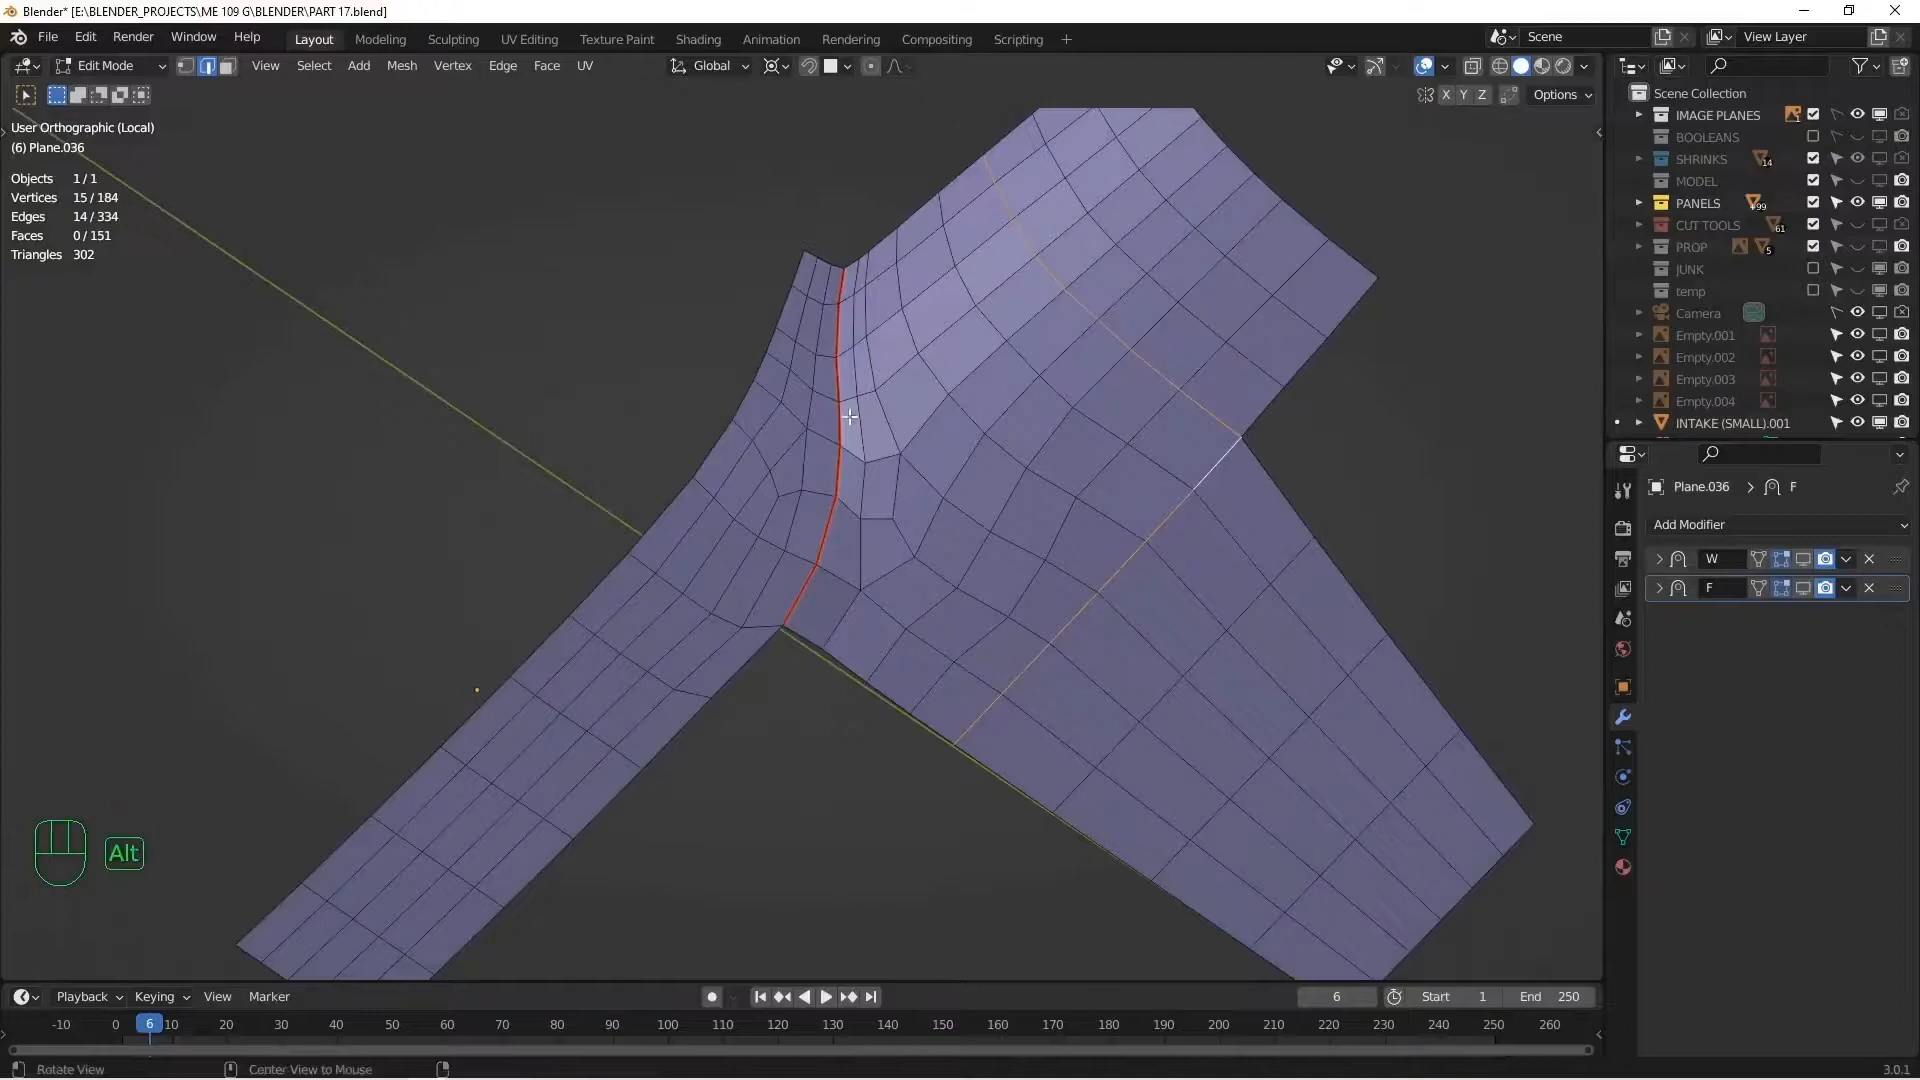 Blender* [E:\BLENDER_PROJECTS\ME 109 G\BLENDER\PART 17.blend]
File Edit Render Window Help Layout Modeling Sculpting UV Editing Texture Paint Shading Animation Rendering Compositing Scripting + Scene View Layer
Edit Mode View Select Add Mesh Vertex Edge Face UV Global
X Y Z Options
User Orthographic (Local)
(6) Plane.036
Objects 1 / 1
Vertices 15 / 184
Edges 14 / 334
Faces 0 / 151
Triangles 302
Scene Collection
IMAGE PLANES 1
BOOLEANS
SHRINKS 14
MODEL
PANELS +99
CUT TOOLS 61
PROP 5
JUNK
temp
Camera
Empty.001
Empty.002
Empty.003
Empty.004
INTAKE (SMALL).001
Plane.036 > F
Add Modifier
W
F
Alt
Playback Keying View Marker 6 Start 1 End 250
-10 0 6 10 20 30 40 50 60 70 80 90 100 110 120 130 140 150 160 170 180 190 200 210 220 230 240 250 260
Rotate View Center View to Mouse 3.0.1